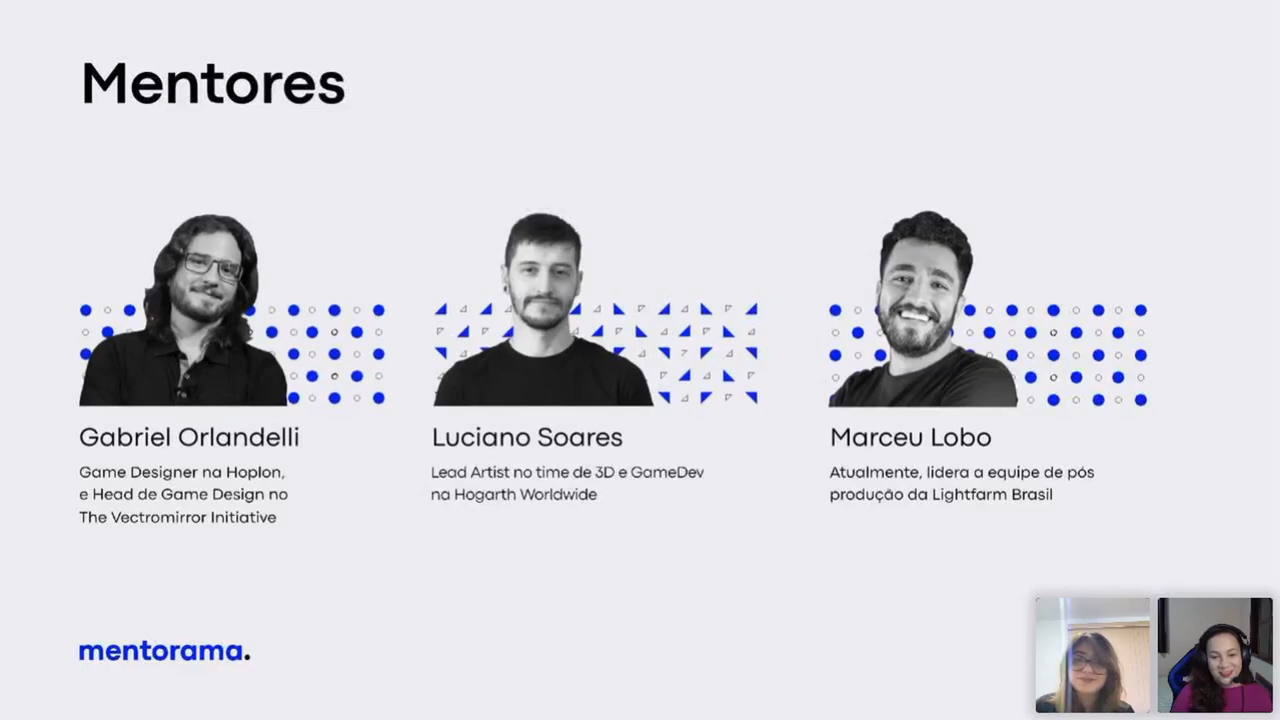 Mentores
Gabriel Orlandelli
Game Designer na Hoplon,
e Head de Game Design no
The Vectromirror Initiative
Luciano Soares
Lead Artist no time de 3D e GameDev
na Hogarth Worldwide
Marceu Lobo
Atualmente, lidera a equipe de pós
produção da Lightfarm Brasil
mentorama.